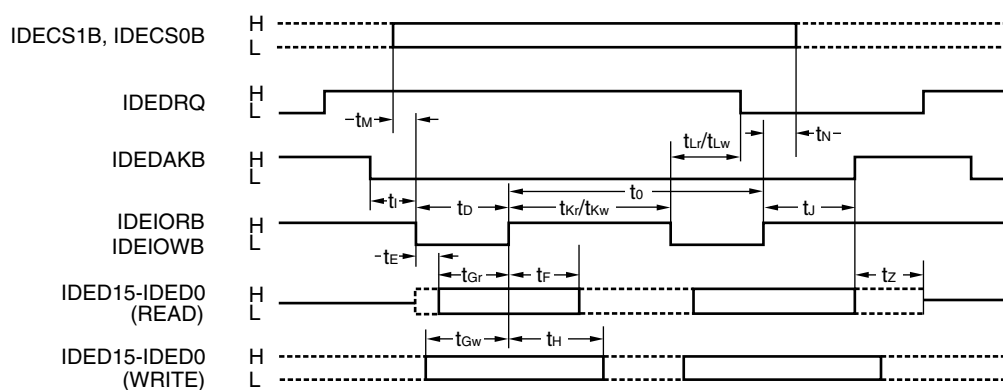 IDECS1B, IDECS0B
H
L
IDEDRQ
H
L
tM
tLr/tLw
tN
IDEDAKB
H
L
tI
tD
t0
tKr/tKw
tJ
IDEIORB
IDEIOWB
H
L
tE
tGr
tF
tZ
IDED15-IDED0
(READ)
H
L
tGw
tH
IDED15-IDED0
(WRITE)
H
L